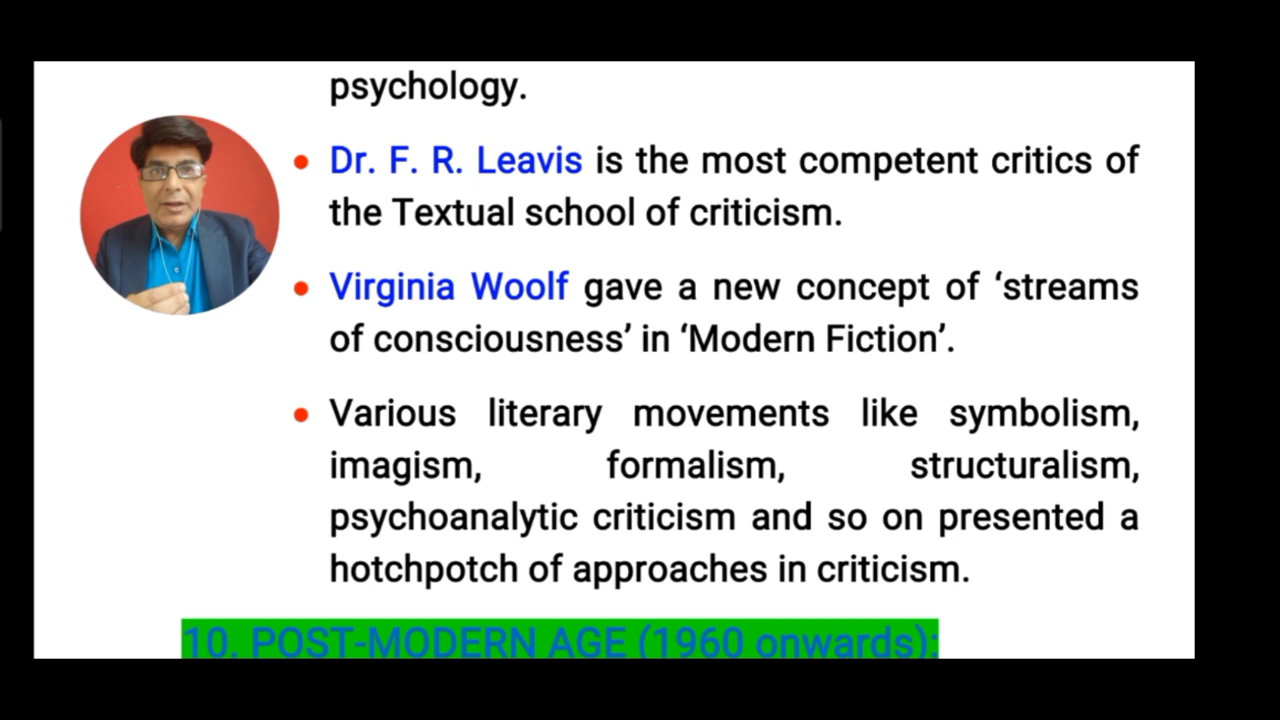 psychology.
• Dr. F. R. Leavis is the most competent critics of
the Textual school of criticism.
• Virginia Woolf gave a new concept of ‘streams
of consciousness’ in ‘Modern Fiction’.
• Various literary movements like symbolism,
imagism, formalism, structuralism,
psychoanalytic criticism and so on presented a
hotchpotch of approaches in criticism.
10. POST-MODERN AGE (1960 onwards):